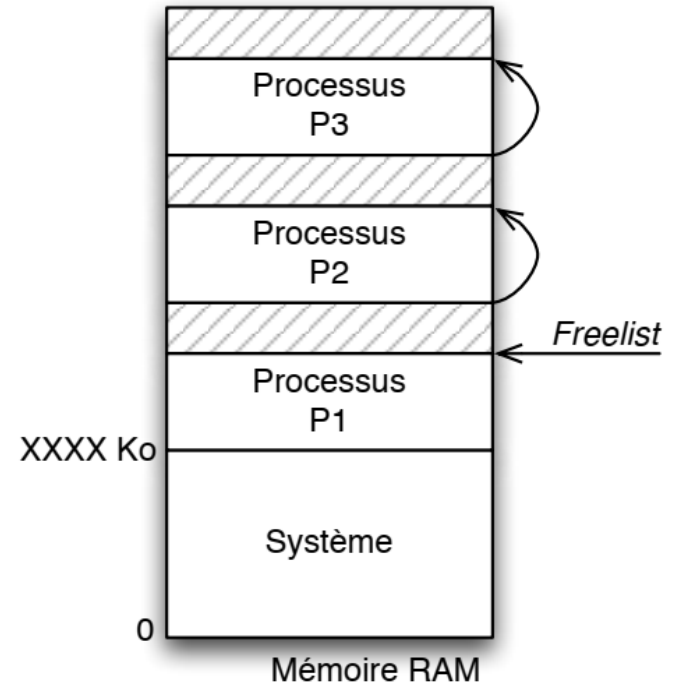 Processus
P3
Processus
P2
Freelist
Processus
P1
XXXX Ko
Système
0
Mémoire RAM